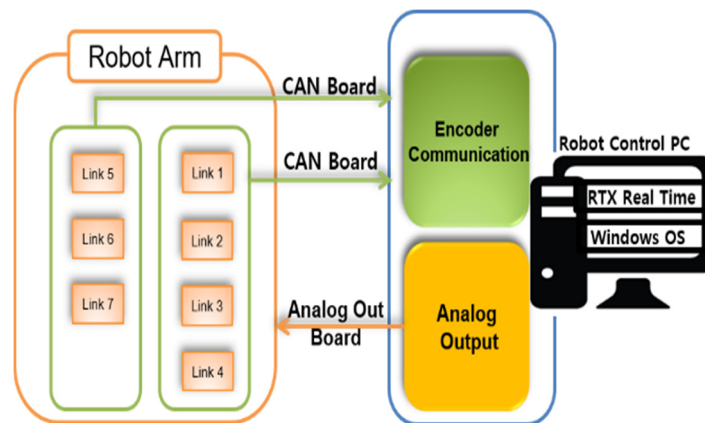 Robot Arm
CAN Board
CAN Board
Link 5
Link 6
Link 7
Link 1
Link 2
Link 3
Link 4
Analog Out
Board
Encoder
Communication
Analog
Output
Robot Control PC
RTX Real Time
Windows OS